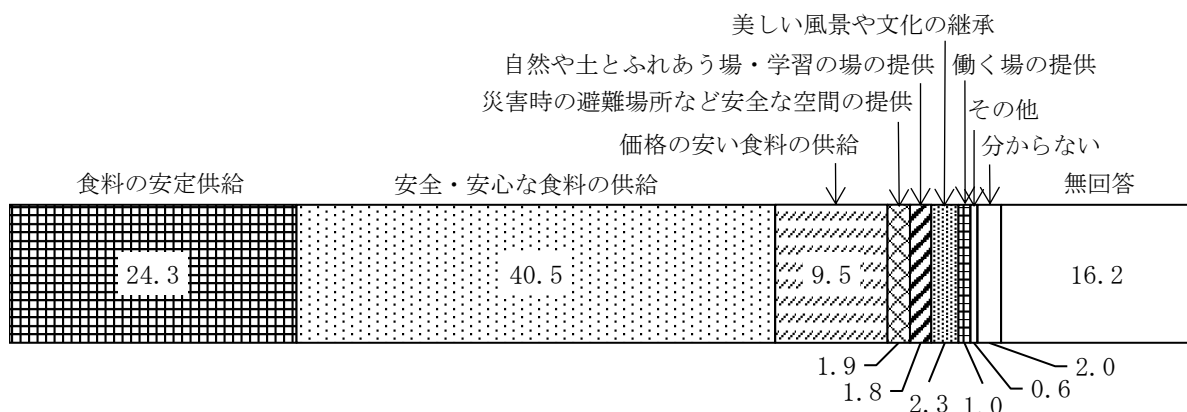 美しい風景や文化の継承
自然や土とふれあう場・学習の場の提供 働く場の提供
災害時の避難場所など安全な空間の提供 その他
価格の安い食料の供給 分からない
食料の安定供給 安全・安心な食料の供給 無回答
24.3 40.5 9.5 16.2
1.9 2.0
1.8 0.6
2.3 1.0